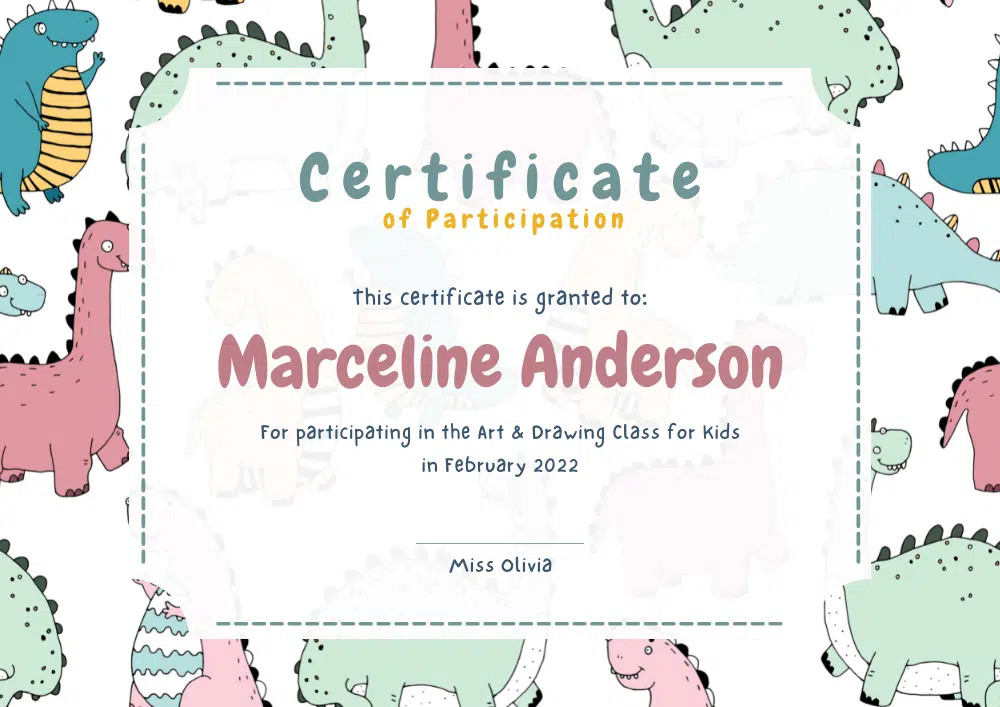 Certificate
of Participation
This certificate is granted to:
Marceline Anderson
For participating in the Art & Drawing Class for Kids
in February 2022
Miss Olivia